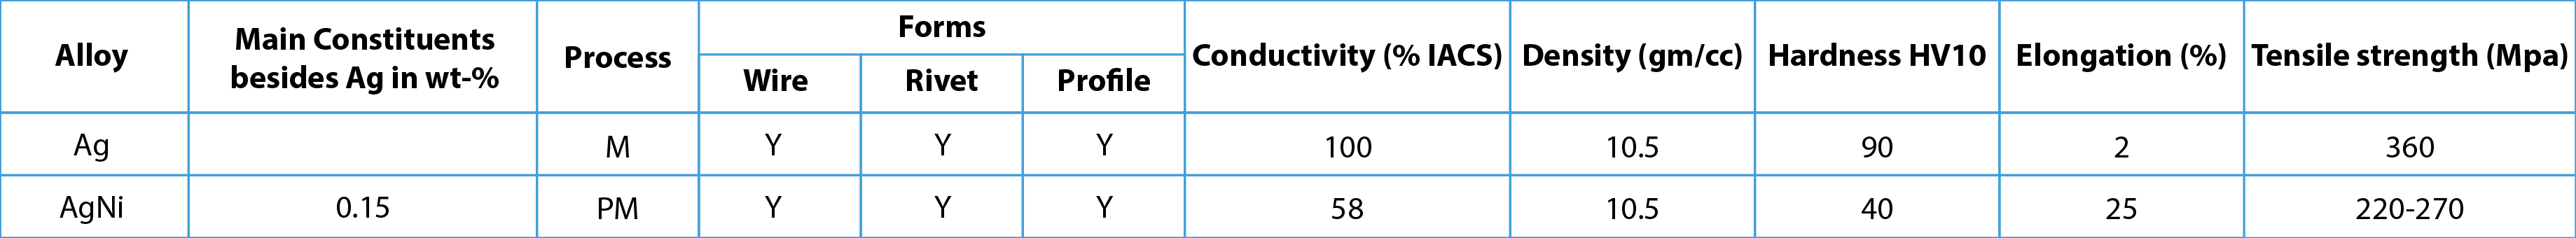 Alloy
Main Constituents
besides Ag in wt-%
Process
Forms
Wire
Rivet
Profile
Conductivity (% IACS)
Density (gm/cc)
Hardness HV10
Elongation (%)
Tensile strength (Mpa)
Ag M Y Y Y 100 10.5 90 2 360
AgNi 0.15 PM Y Y Y 58 10.5 40 25 220-270